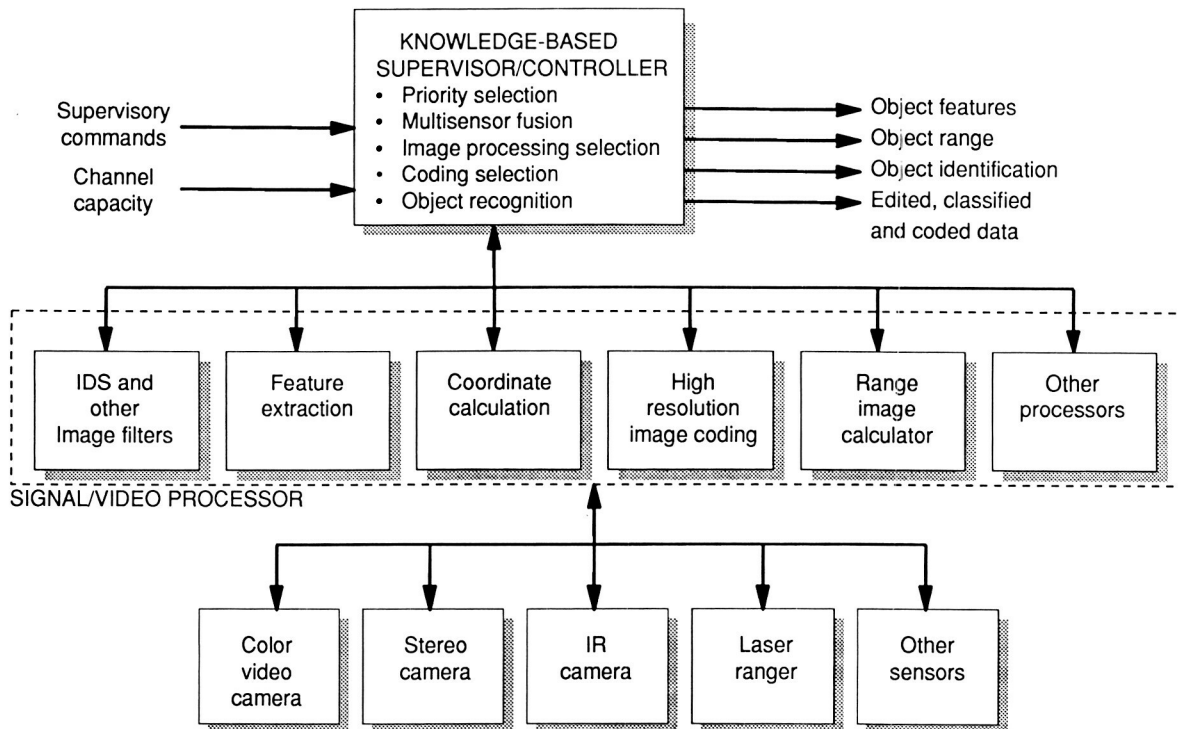 KNOWLEDGE-BASED
SUPERVISOR/CONTROLLER
• Priority selection
• Multisensor fusion
• Image processing selection
• Coding selection
• Object recognition
Supervisory
commands
Channel
capacity
Object features
Object range
Object identification
Edited, classified
and coded data
IDS and
other
Image filters
Feature
extraction
Coordinate
calculation
High
resolution
image coding
Range
image
calculator
Other
processors
SIGNAL/VIDEO PROCESSOR
Color
video
camera
Stereo
camera
IR
camera
Laser
ranger
Other
sensors